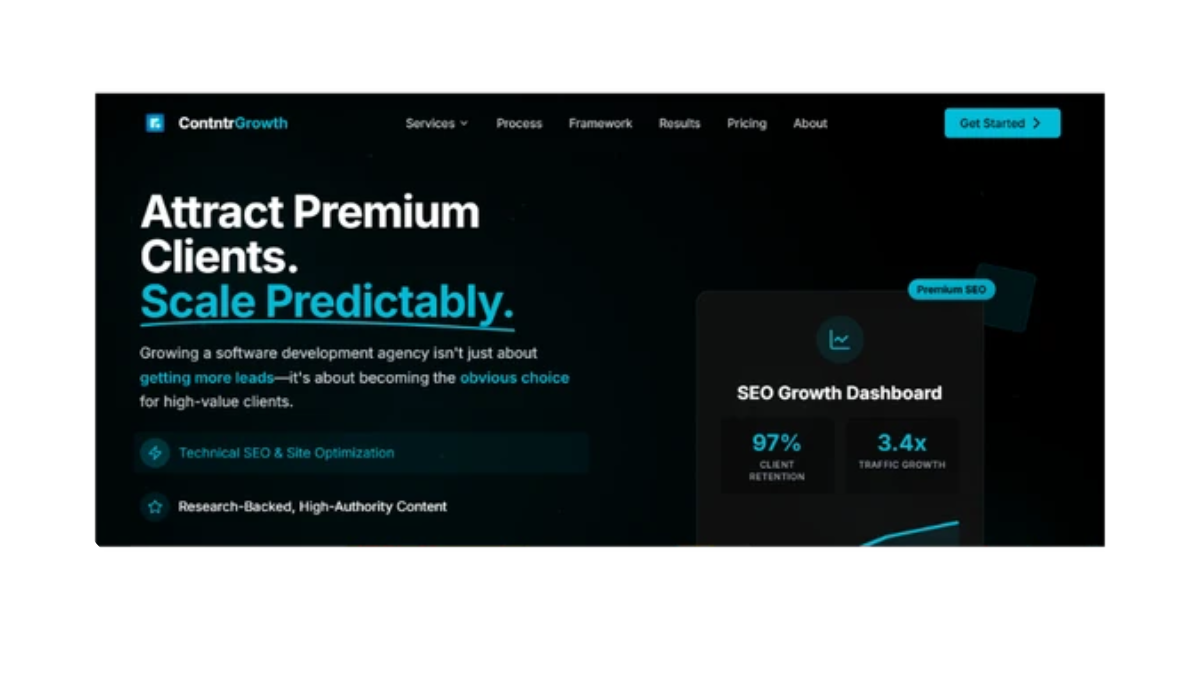 ContntrGrowth
Services
Process
Framework
Results
Pricing
About
Get Started
Attract Premium
Clients.
Scale Predictably.
Growing a software development agency isn't just about
getting more leads—it's about becoming the obvious choice
for high-value clients.
Technical SEO & Site Optimization
Research-Backed, High-Authority Content
Premium SEO
SEO Growth Dashboard
97%
CLIENT
RETENTION
3.4x
TRAFFIC GROWTH